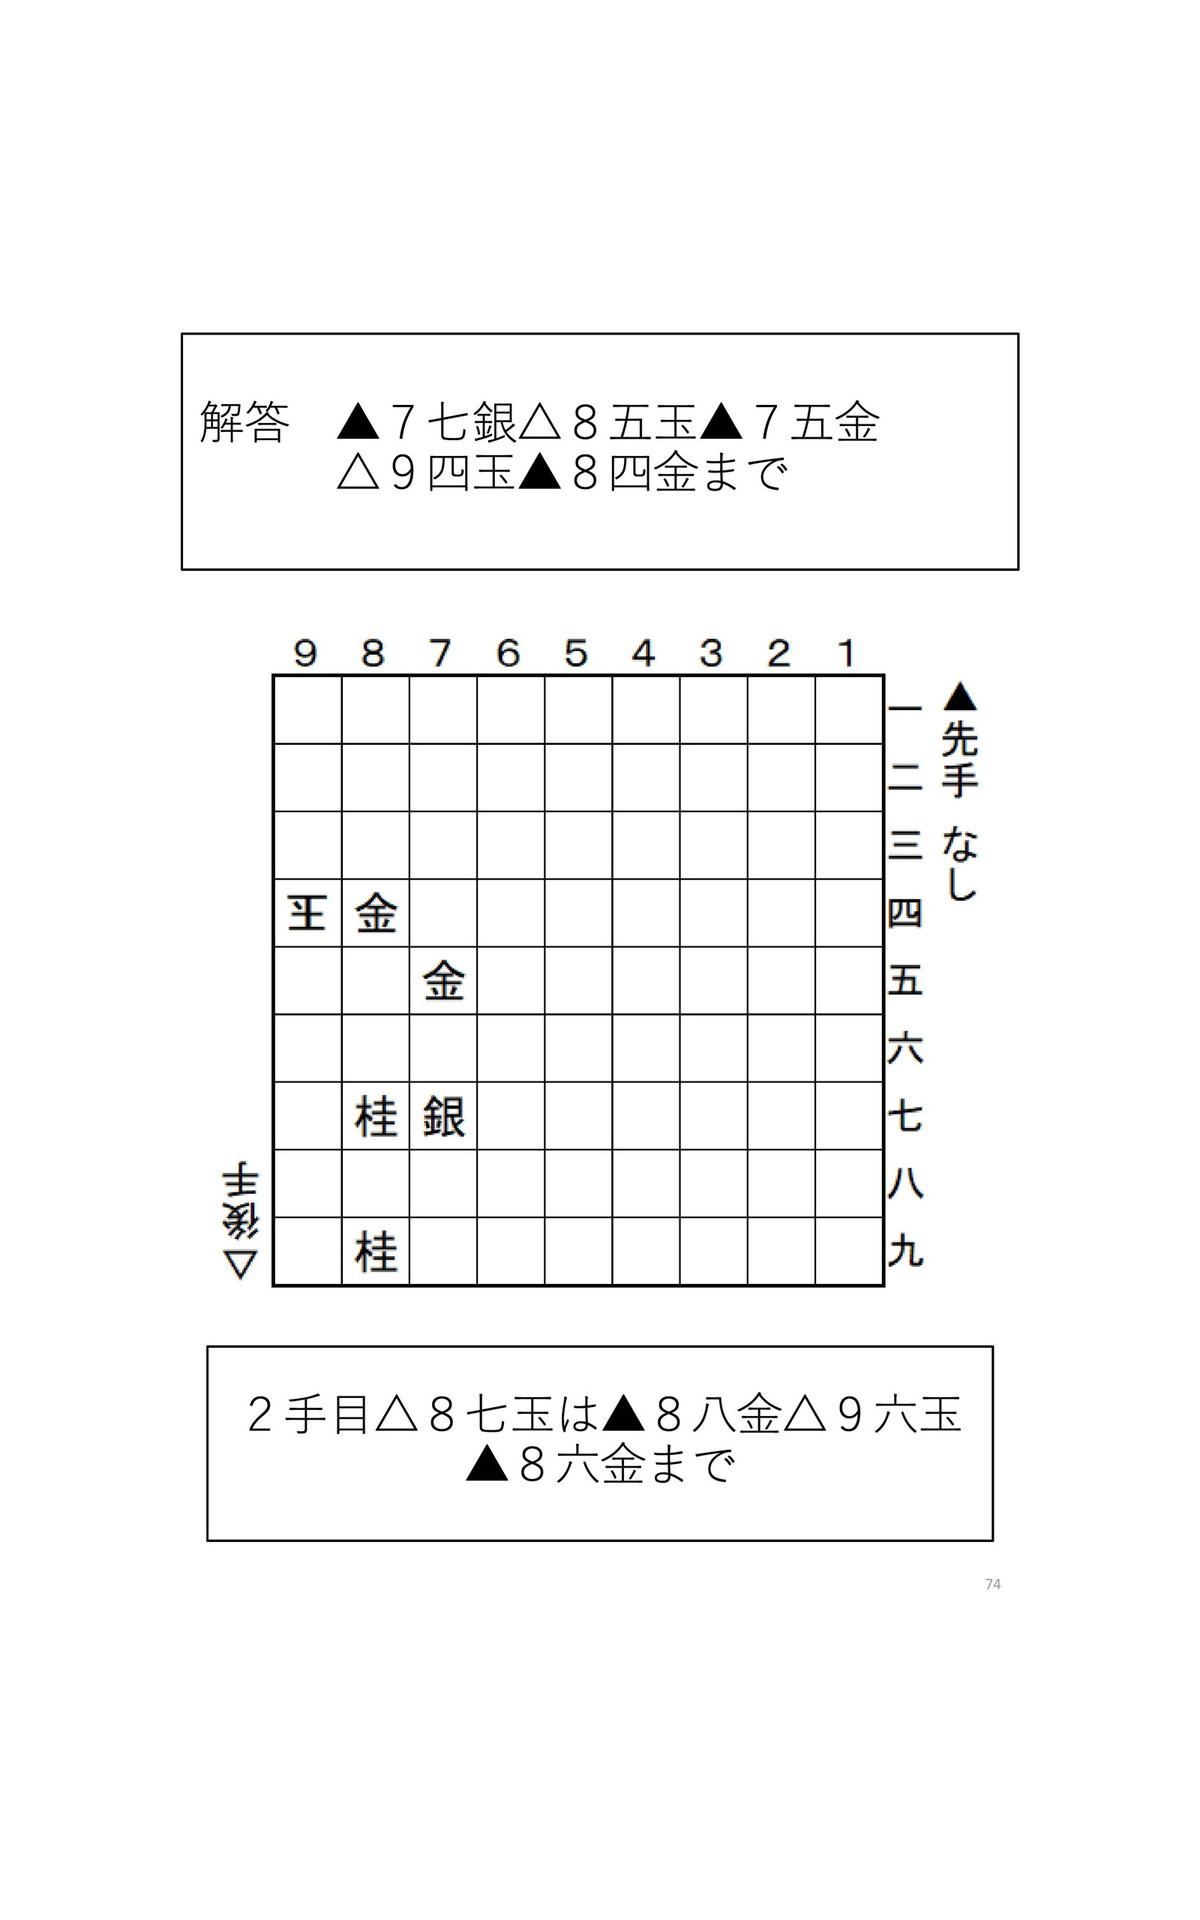 解答　▲７七銀△８五玉▲７五金
△９四玉▲８四金まで
９ ８ ７ ６ ５ ４ ３ ２ １
一
二
三
王 金 四
金 五
六
桂 銀 七
八
桂 九
▲先手 なし
△後手
２手目△８七玉は▲８八金△９六玉
▲８六金まで
74